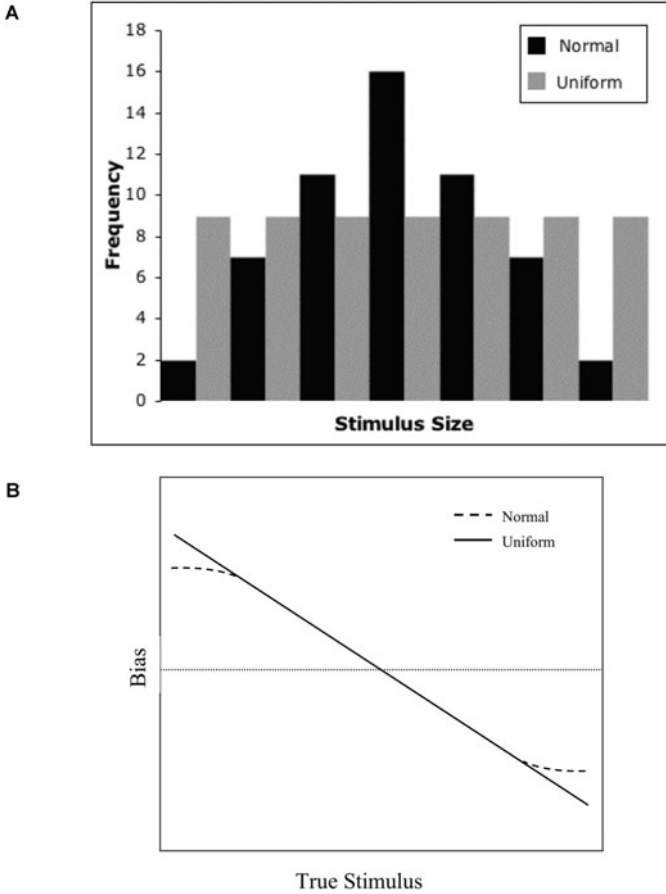 A
18
16
14
12
10
8
6
4
2
0
Frequency
Normal
Uniform
Stimulus Size
B
Normal
Uniform
Bias
True Stimulus